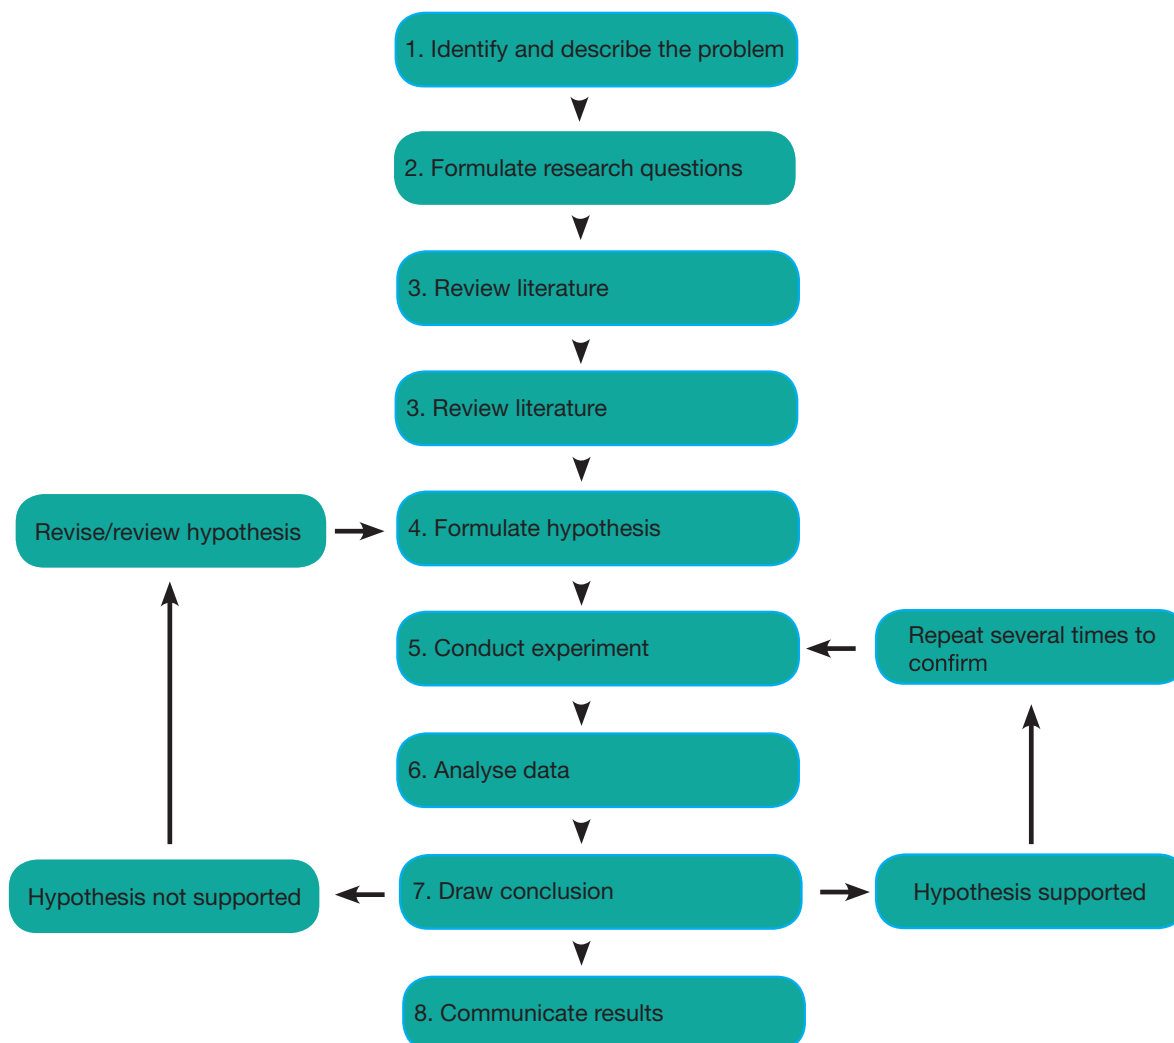 1. Identify and describe the problem
2. Formulate research questions
3. Review literature
3. Review literature
Revise/review hypothesis
4. Formulate hypothesis
5. Conduct experiment
Repeat several times to
confirm
6. Analyse data
Hypothesis not supported
7. Draw conclusion
Hypothesis supported
8. Communicate results